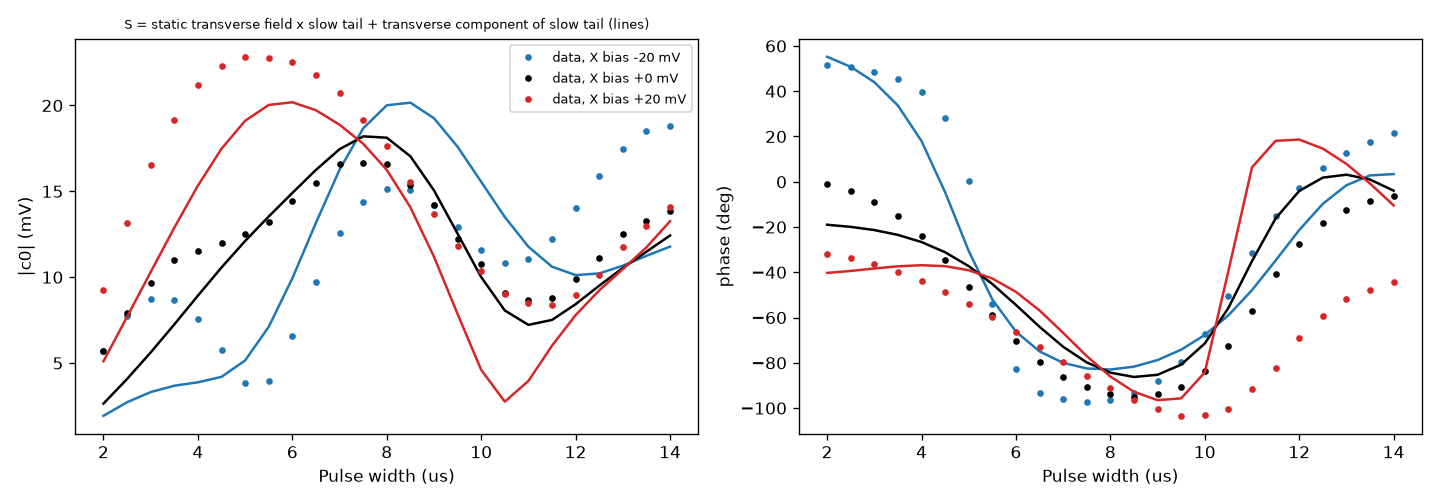 S = static transverse field x slow tail + transverse component of slow tail (lines)
|c0| (mV)
20
15
10
5
data, X bias -20 mV
data, X bias +0 mV
data, X bias +20 mV
2 4 6 8 10 12 14
Pulse width (us)
phase (deg)
60
40
20
0
−20
−40
−60
−80
−100
2 4 6 8 10 12 14
Pulse width (us)